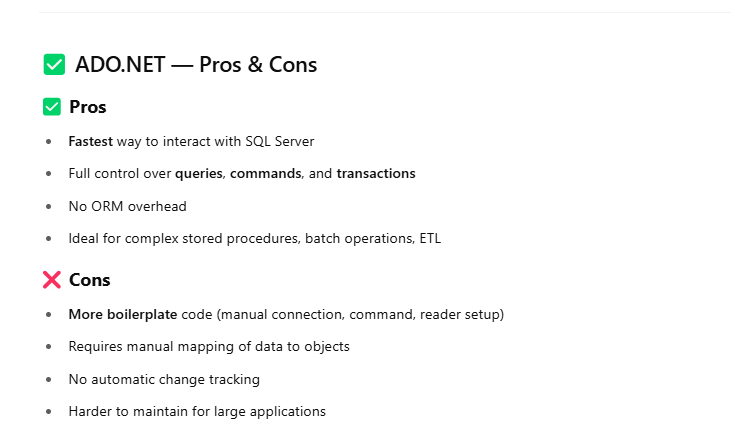 ✅ ADO.NET — Pros & Cons
✅ Pros
• Fastest way to interact with SQL Server
• Full control over queries, commands, and transactions
• No ORM overhead
• Ideal for complex stored procedures, batch operations, ETL
❌ Cons
• More boilerplate code (manual connection, command, reader setup)
• Requires manual mapping of data to objects
• No automatic change tracking
• Harder to maintain for large applications